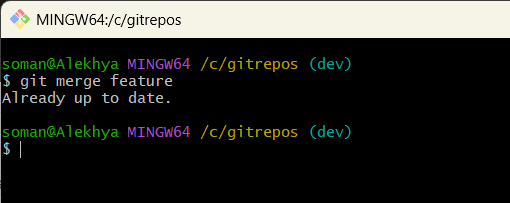 MINGW64:/c/gitrepos
soman@Alekhya MINGW64 /c/gitrepos (dev)
$ git merge feature
Already up to date.
soman@Alekhya MINGW64 /c/gitrepos (dev)
$